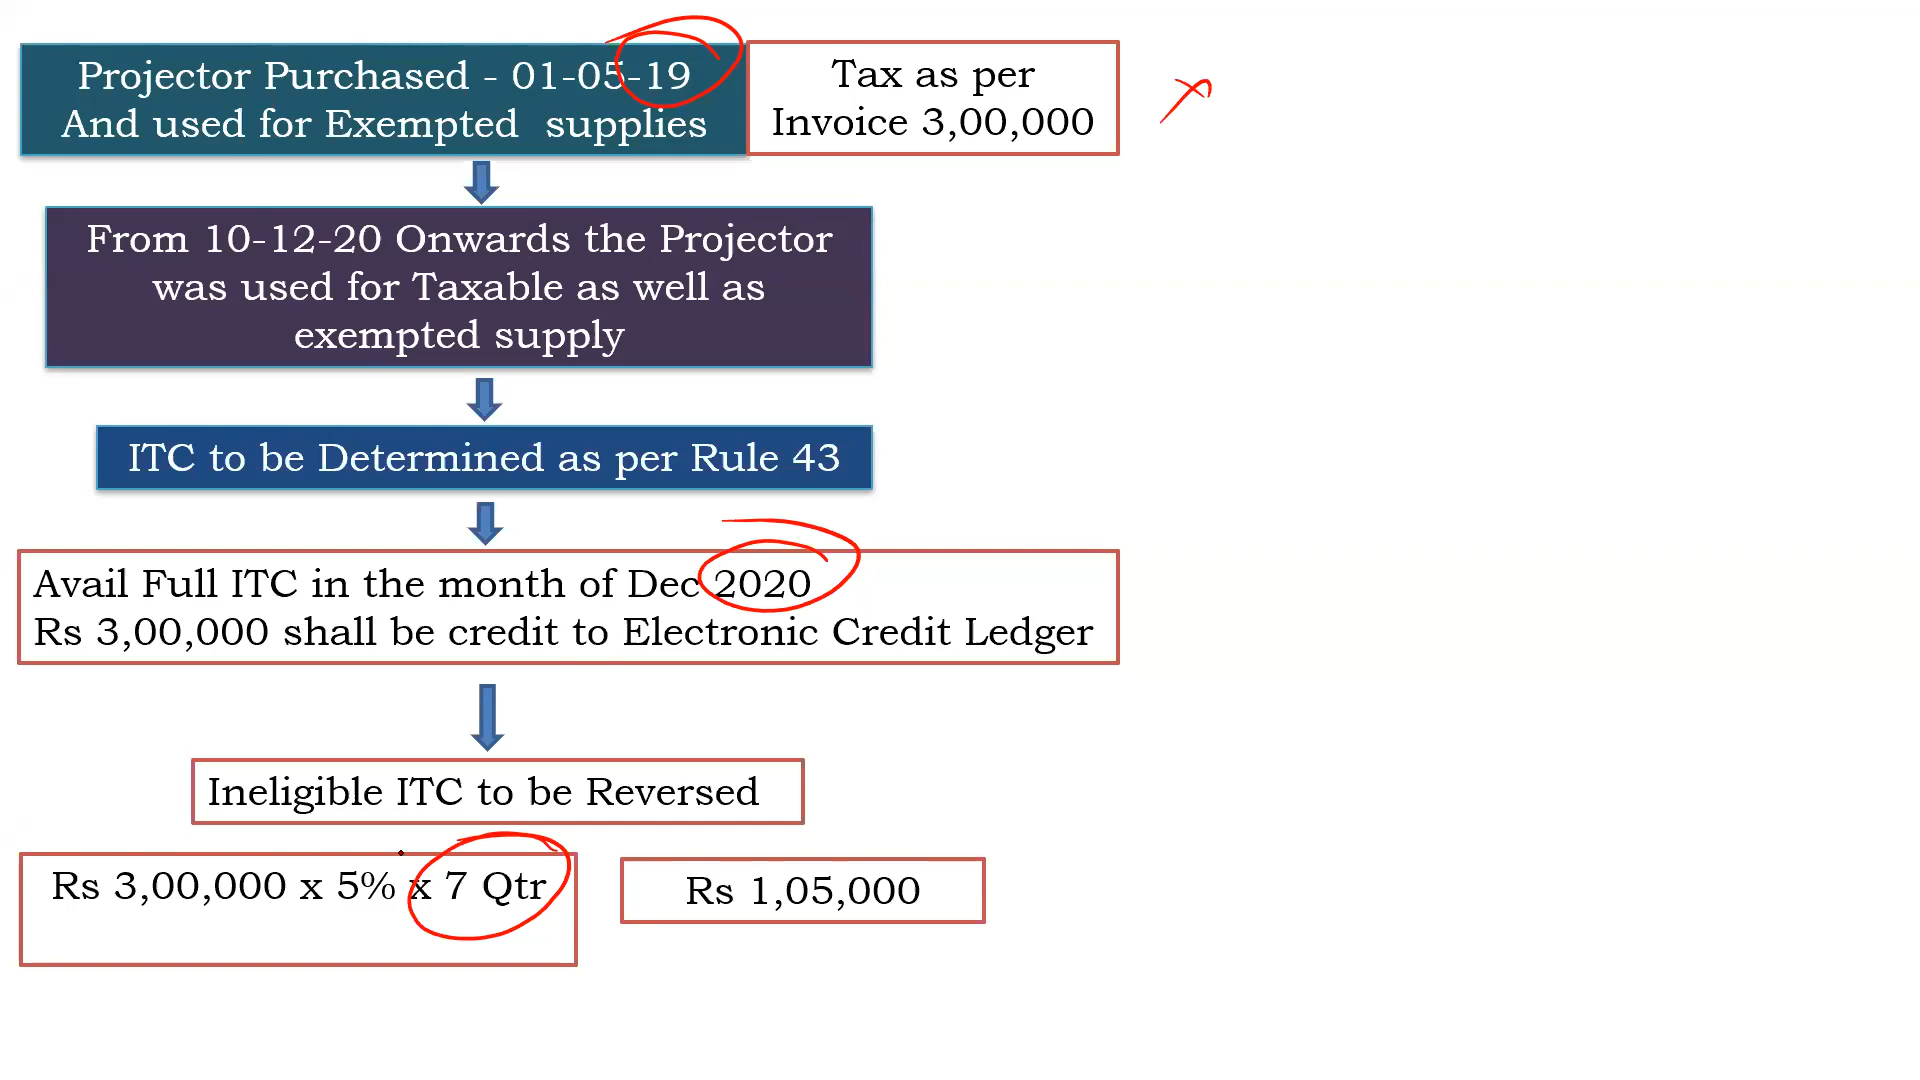 Projector Purchased - 01-05-19
And used for Exempted supplies
Tax as per
Invoice 3,00,000
From 10-12-20 Onwards the Projector
was used for Taxable as well as
exempted supply
ITC to be Determined as per Rule 43
Avail Full ITC in the month of Dec 2020
Rs 3,00,000 shall be credit to Electronic Credit Ledger
Ineligible ITC to be Reversed
Rs 3,00,000 x 5% x 7 Qtr
Rs 1,05,000